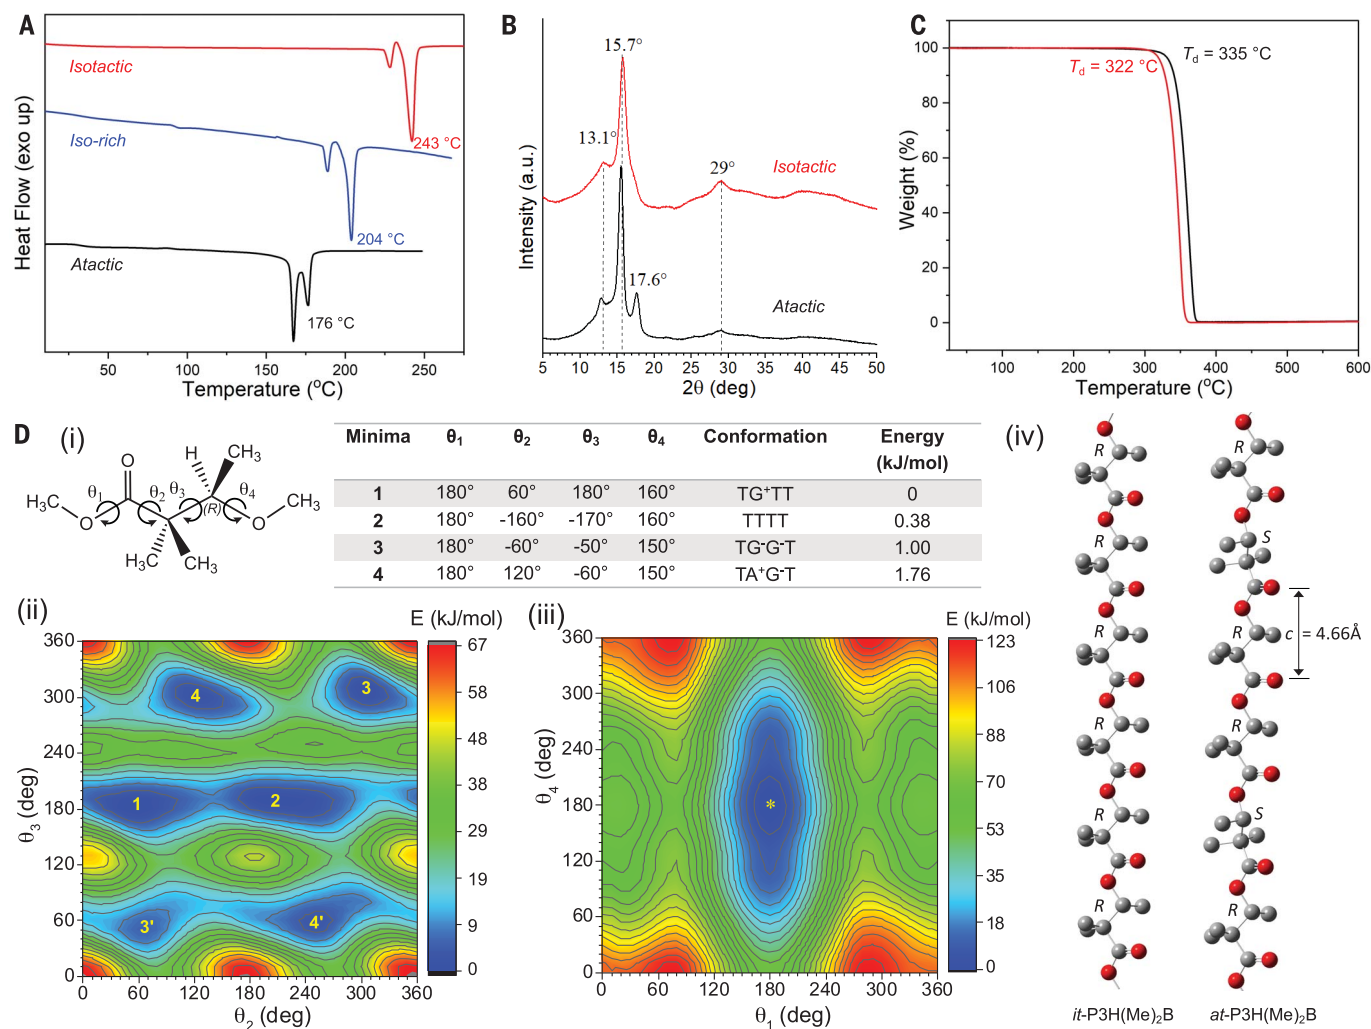 A
Heat Flow (exo up)
Isotactic
Iso-rich
Atactic
243 °C
204 °C
176 °C
50 100 150 200 250
Temperature (°C)
B
Intensity (a.u.)
15.7°
13.1°
29°
17.6°
Isotactic
Atactic
5 10 15 20 25 30 35 40 45 50
2θ (deg)
C
Weight (%)
100
80
60
40
20
0
Td = 322 °C
Td = 335 °C
100 200 300 400 500 600
Temperature (°C)
D
(i)
O
H
CH3
H3C
θ1
θ2
θ3
θ4
O
(R)
O
CH3
H3C
CH3
Minima θ1 θ2 θ3 θ4 Conformation Energy
(kJ/mol)
1 180° 60° 180° 160° TG+TT 0
2 180° -160° -170° 160° TTTT 0.38
3 180° -60° -50° 150° TG-G-T 1.00
4 180° 120° -60° 150° TA+G-T 1.76
(ii)
E (kJ/mol)
θ3 (deg)
360
300
240
180
120
60
0
4
3
1
2
3'
4'
0 60 120 180 240 300 360
θ2 (deg)
67
58
48
38
29
19
9
0
(iii)
E (kJ/mol)
θ4 (deg)
360
300
240
180
120
60
0
*
0 60 120 180 240 300 360
θ1 (deg)
123
106
88
70
53
35
18
0
(iv)
R
R
R
R
R
R
it-P3H(Me)2B
R
S
R
R
S
R
c = 4.66Å
at-P3H(Me)2B